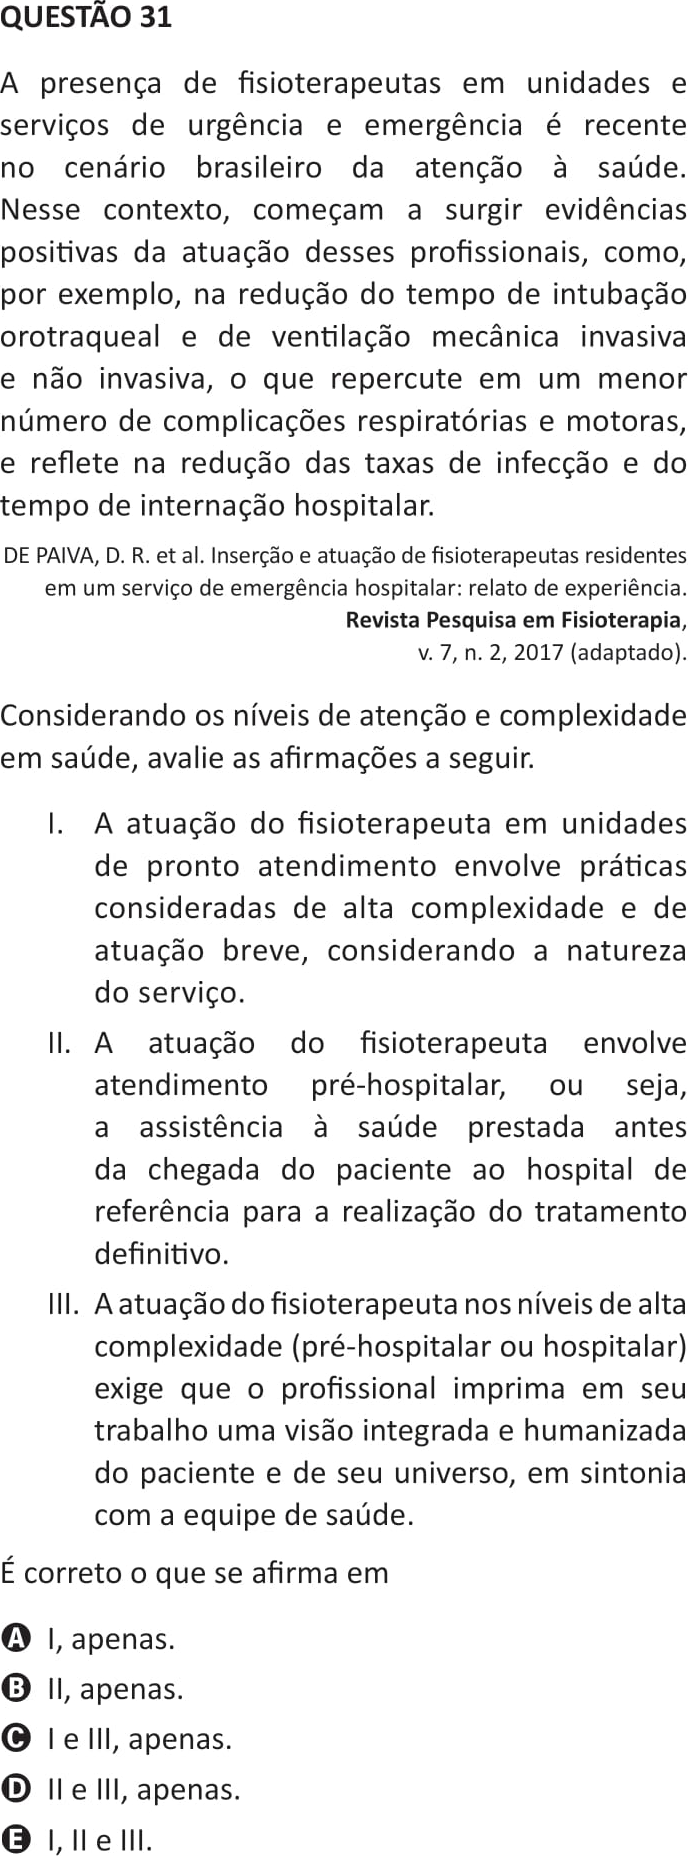 QUESTÃO 31
A presença de fisioterapeutas em unidades e
serviços de urgência e emergência é recente
no cenário brasileiro da atenção à saúde.
Nesse contexto, começam a surgir evidências
positivas da atuação desses profissionais, como,
por exemplo, na redução do tempo de intubação
orotraqueal e de ventilação mecânica invasiva
e não invasiva, o que repercute em um menor
número de complicações respiratórias e motoras,
e reflete na redução das taxas de infecção e do
tempo de internação hospitalar.
DE PAIVA, D. R. et al. Inserção e atuação de fisioterapeutas residentes
em um serviço de emergência hospitalar: relato de experiência.
Revista Pesquisa em Fisioterapia,
v. 7, n. 2, 2017 (adaptado).
Considerando os níveis de atenção e complexidade
em saúde, avalie as afirmações a seguir.
I. A atuação do fisioterapeuta em unidades
de pronto atendimento envolve práticas
consideradas de alta complexidade e de
atuação breve, considerando a natureza
do serviço.
II. A atuação do fisioterapeuta envolve
atendimento pré-hospitalar, ou seja,
a assistência à saúde prestada antes
da chegada do paciente ao hospital de
referência para a realização do tratamento
definitivo.
III. A atuação do fisioterapeuta nos níveis de alta
complexidade (pré-hospitalar ou hospitalar)
exige que o profissional imprima em seu
trabalho uma visão integrada e humanizada
do paciente e de seu universo, em sintonia
com a equipe de saúde.
É correto o que se afirma em
A I, apenas.
B II, apenas.
C I e III, apenas.
D II e III, apenas.
E I, II e III.